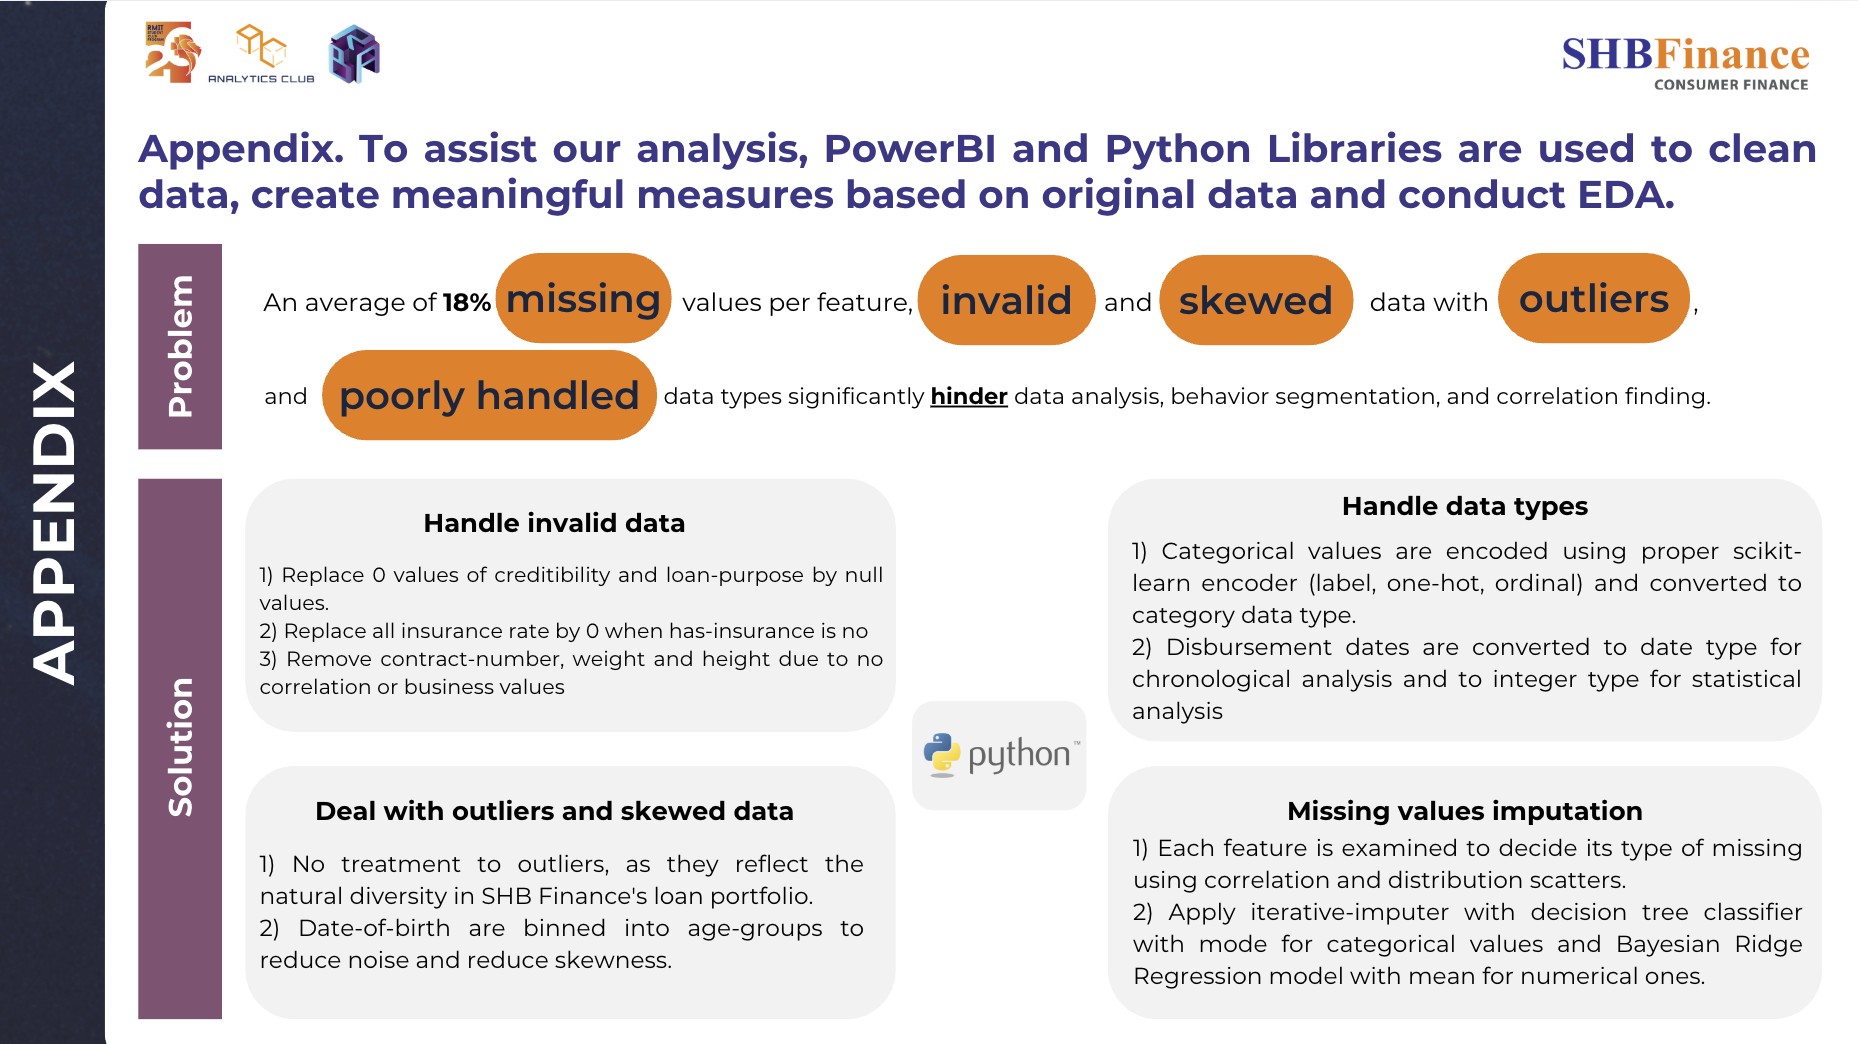 RMIT
STUDENT
CLUB
PROGRAM
ANALYTICS CLUB
SHBFinance
CONSUMER FINANCE
APPENDIX
Appendix. To assist our analysis, PowerBI and Python Libraries are used to clean
data, create meaningful measures based on original data and conduct EDA.
Problem
An average of 18% missing values per feature, invalid and skewed data with outliers ,
and poorly handled data types significantly hinder data analysis, behavior segmentation, and correlation finding.
Solution
Handle invalid data
1) Replace 0 values of creditibility and loan-purpose by null
values.
2) Replace all insurance rate by 0 when has-insurance is no
3) Remove contract-number, weight and height due to no
correlation or business values
Handle data types
1) Categorical values are encoded using proper scikit-
learn encoder (label, one-hot, ordinal) and converted to
category data type.
2) Disbursement dates are converted to date type for
chronological analysis and to integer type for statistical
analysis
python™
Deal with outliers and skewed data
1) No treatment to outliers, as they reflect the
natural diversity in SHB Finance's loan portfolio.
2) Date-of-birth are binned into age-groups to
reduce noise and reduce skewness.
Missing values imputation
1) Each feature is examined to decide its type of missing
using correlation and distribution scatters.
2) Apply iterative-imputer with decision tree classifier
with mode for categorical values and Bayesian Ridge
Regression model with mean for numerical ones.